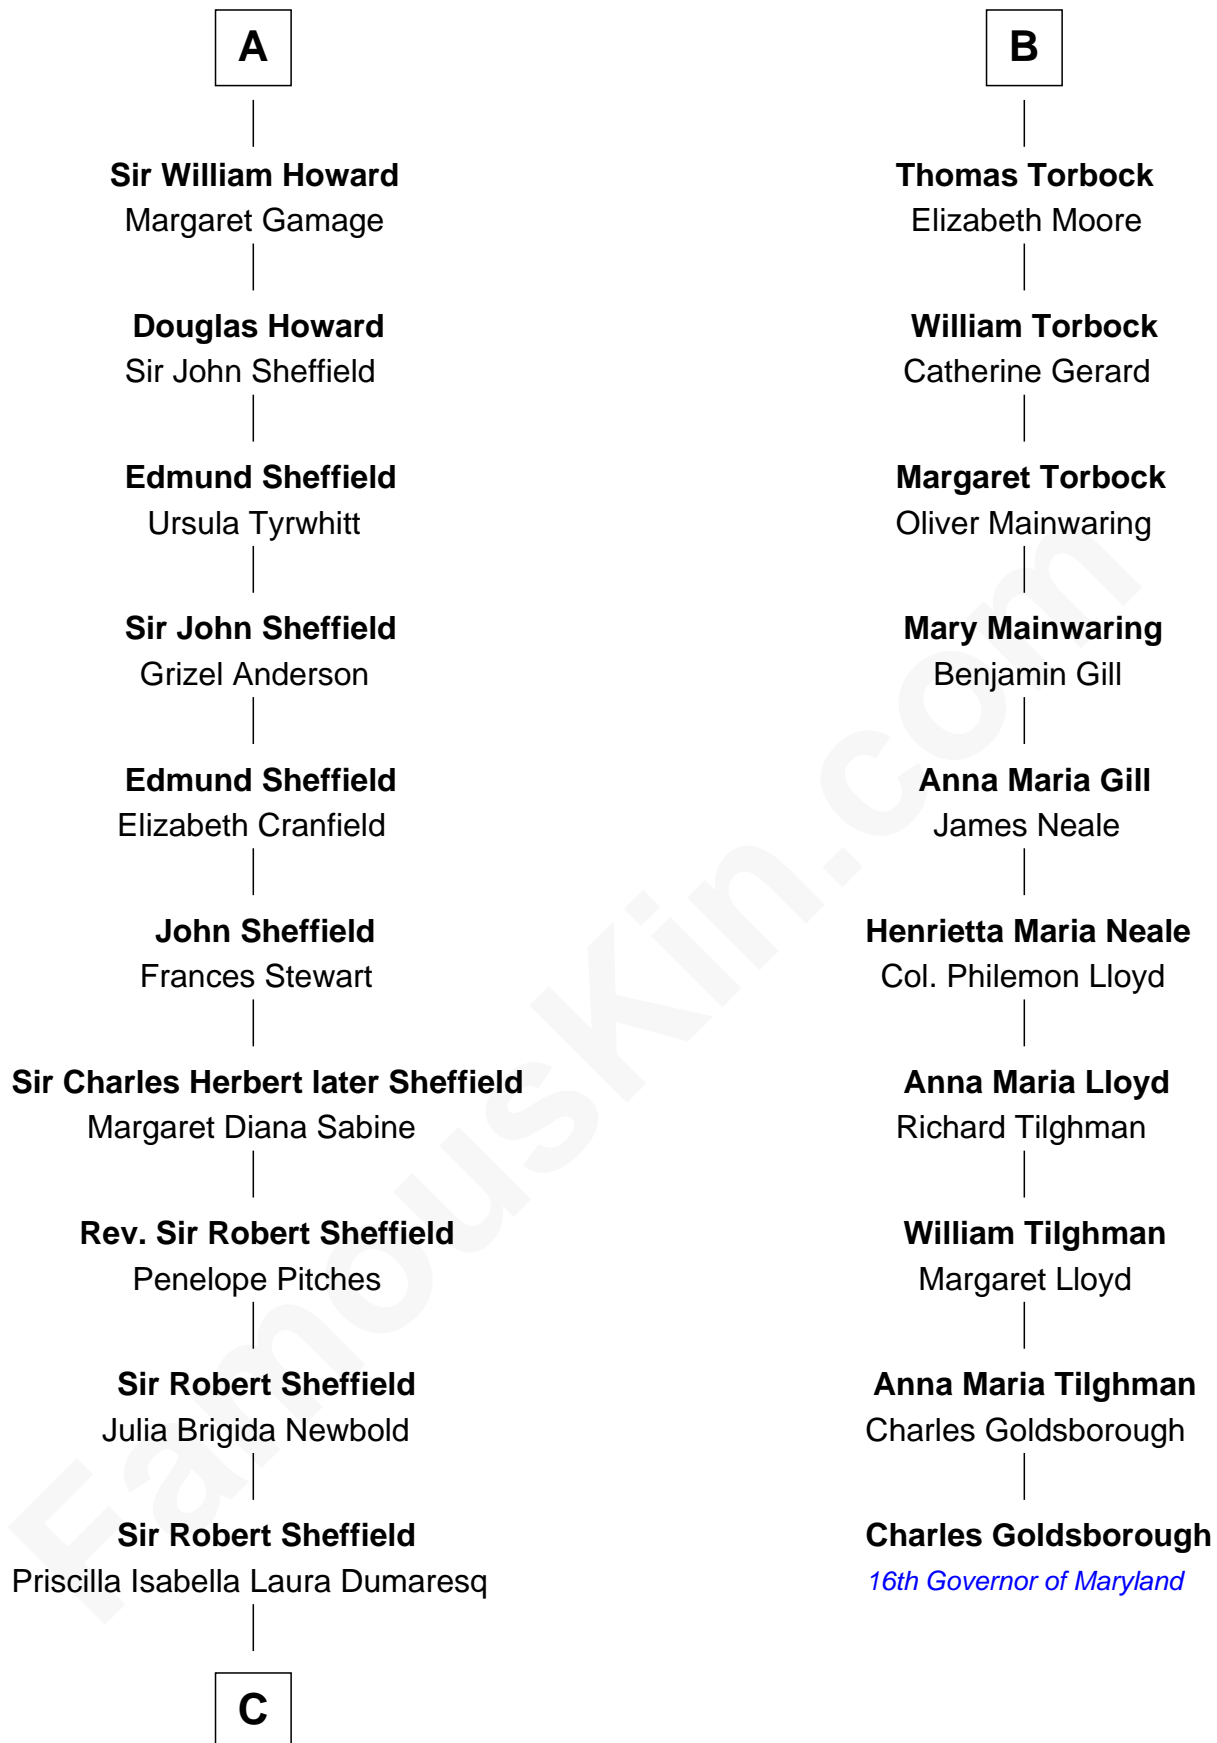 A
Sir William Howard
Margaret Gamage
Douglas Howard
Sir John Sheffield
Edmund Sheffield
Ursula Tyrwhitt
Sir John Sheffield
Grizel Anderson
Edmund Sheffield
Elizabeth Cranfield
John Sheffield
Frances Stewart
Sir Charles Herbert later Sheffield
Margaret Diana Sabine
Rev. Sir Robert Sheffield
Penelope Pitches
Sir Robert Sheffield
Julia Brigida Newbold
Sir Robert Sheffield
Priscilla Isabella Laura Dumaresq
C
B
Thomas Torbock
Elizabeth Moore
William Torbock
Catherine Gerard
Margaret Torbock
Oliver Mainwaring
Mary Mainwaring
Benjamin Gill
Anna Maria Gill
James Neale
Henrietta Maria Neale
Col. Philemon Lloyd
Anna Maria Lloyd
Richard Tilghman
William Tilghman
Margaret Lloyd
Anna Maria Tilghman
Charles Goldsborough
Charles Goldsborough
16th Governor of Maryland
FamousKin.com